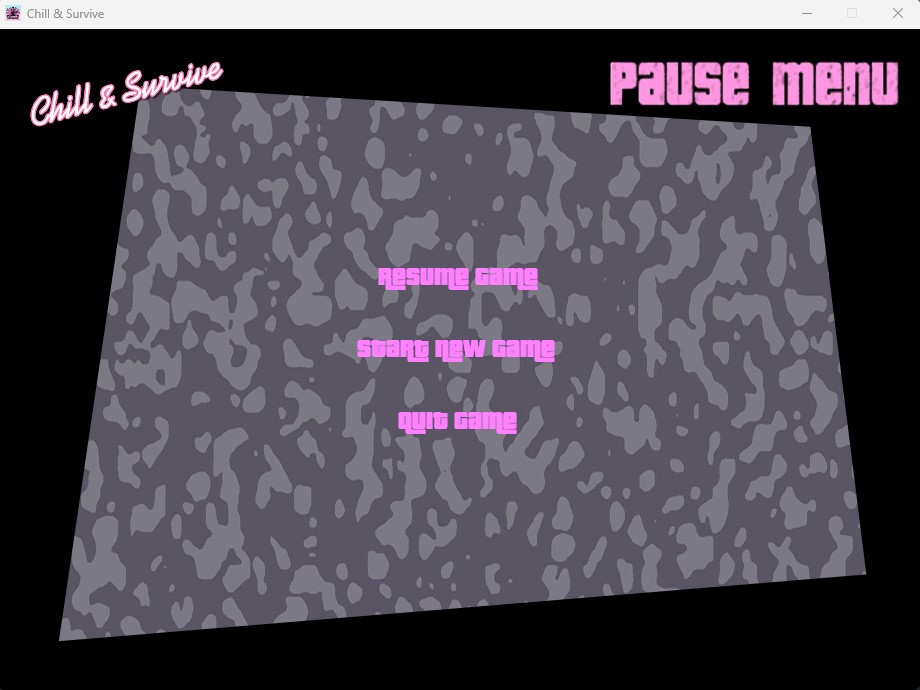 Chill & Survive
Chill & Survive
Pause Menu
Resume Game
Start New Game
Quit Game